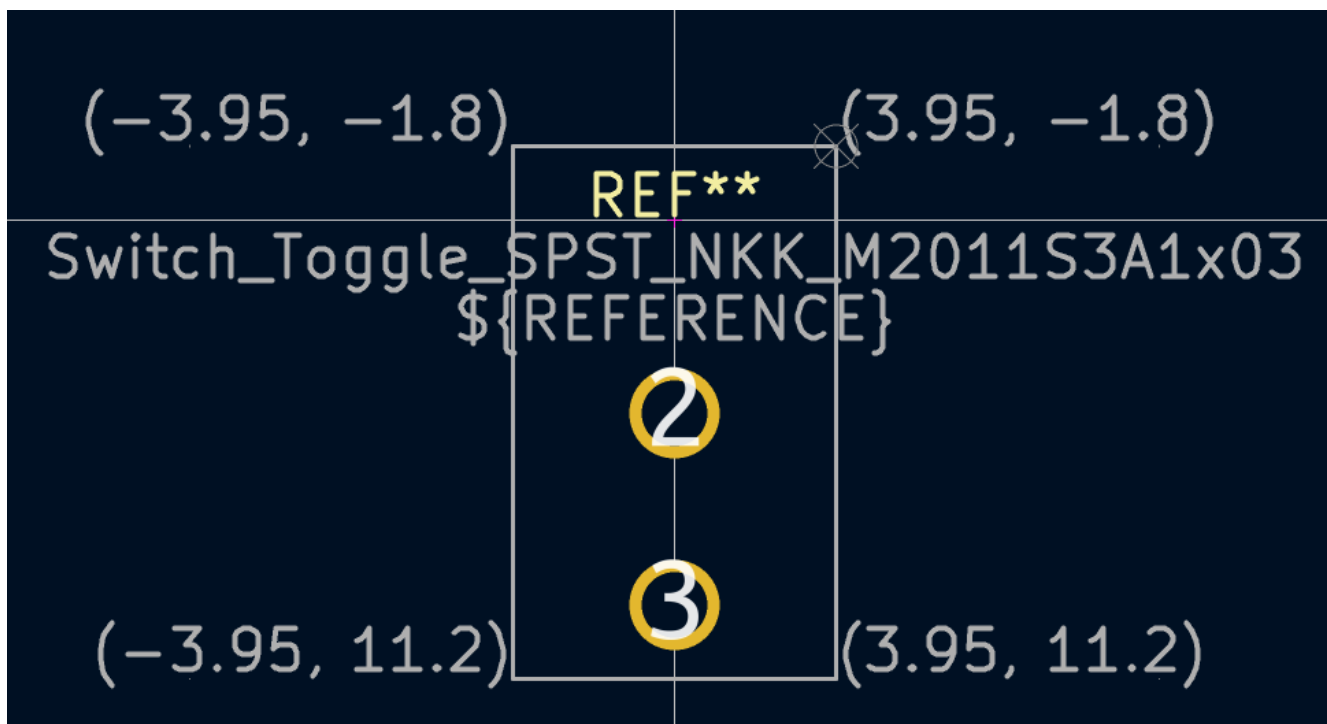 (−3.95, −1.8) (3.95, −1.8)
REF**
Switch_Toggle_SPST_NKK_M2011S3A1x03
${REFERENCE}
2
3
(−3.95, 11.2) (3.95, 11.2)